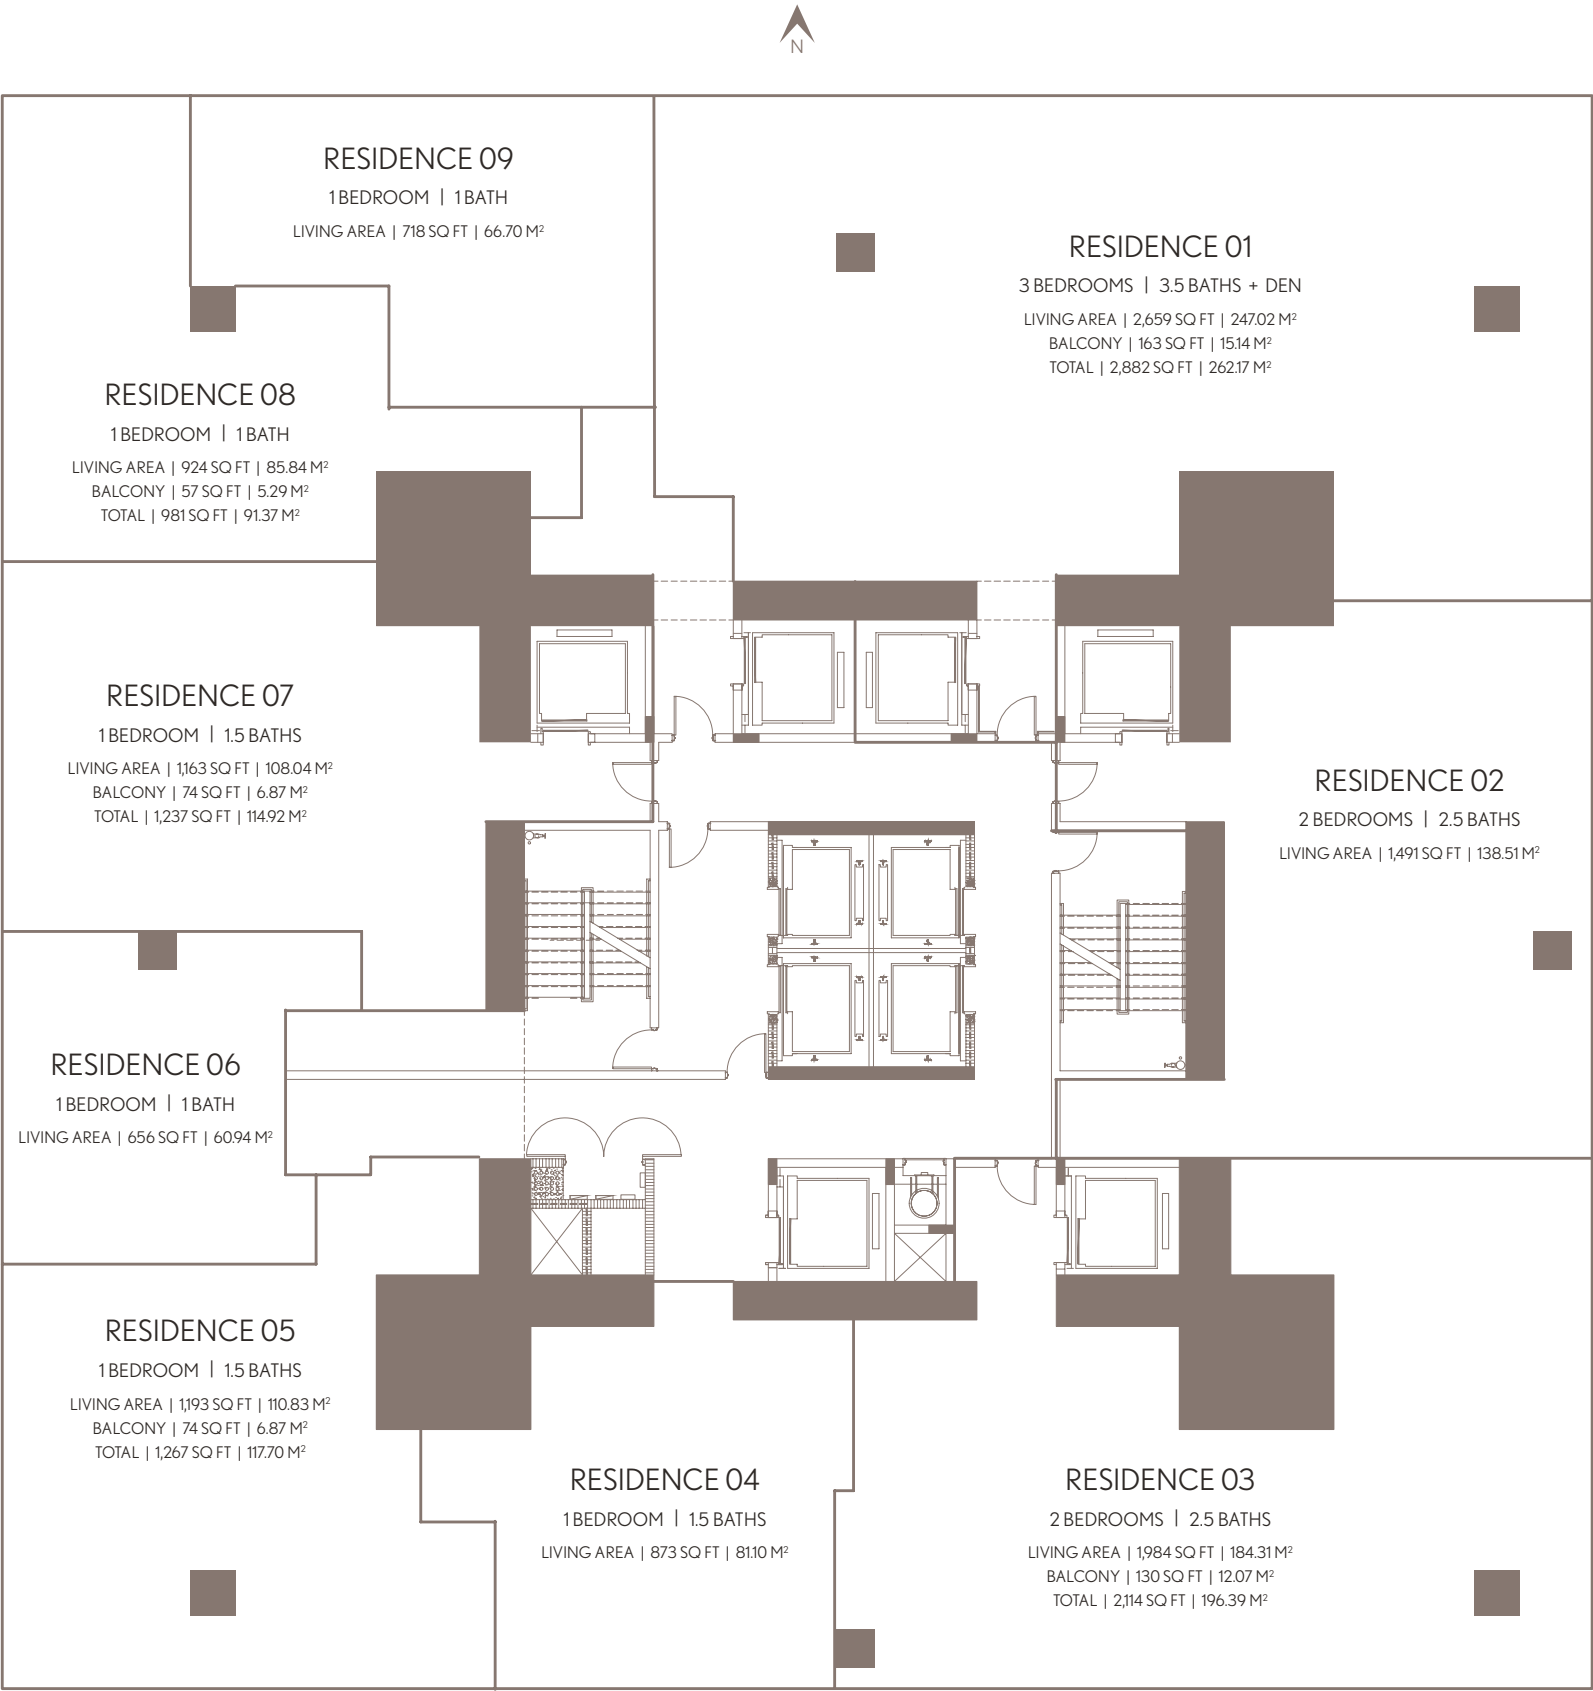 N
RESIDENCE 09
1 BEDROOM | 1 BATH
LIVING AREA | 718 SQ FT | 66.70 M²
RESIDENCE 01
3 BEDROOMS | 3.5 BATHS + DEN
LIVING AREA | 2,659 SQ FT | 247.02 M²
BALCONY | 163 SQ FT | 15.14 M²
TOTAL | 2,882 SQ FT | 262.17 M²
RESIDENCE 08
1 BEDROOM | 1 BATH
LIVING AREA | 924 SQ FT | 85.84 M²
BALCONY | 57 SQ FT | 5.29 M²
TOTAL | 981 SQ FT | 91.37 M²
RESIDENCE 07
1 BEDROOM | 1.5 BATHS
LIVING AREA | 1,163 SQ FT | 108.04 M²
BALCONY | 74 SQ FT | 6.87 M²
TOTAL | 1,237 SQ FT | 114.92 M²
RESIDENCE 02
2 BEDROOMS | 2.5 BATHS
LIVING AREA | 1,491 SQ FT | 138.51 M²
RESIDENCE 06
1 BEDROOM | 1 BATH
LIVING AREA | 656 SQ FT | 60.94 M²
RESIDENCE 05
1 BEDROOM | 1.5 BATHS
LIVING AREA | 1,193 SQ FT | 110.83 M²
BALCONY | 74 SQ FT | 6.87 M²
TOTAL | 1,267 SQ FT | 117.70 M²
RESIDENCE 04
1 BEDROOM | 1.5 BATHS
LIVING AREA | 873 SQ FT | 81.10 M²
RESIDENCE 03
2 BEDROOMS | 2.5 BATHS
LIVING AREA | 1,984 SQ FT | 184.31 M²
BALCONY | 130 SQ FT | 12.07 M²
TOTAL | 2,114 SQ FT | 196.39 M²